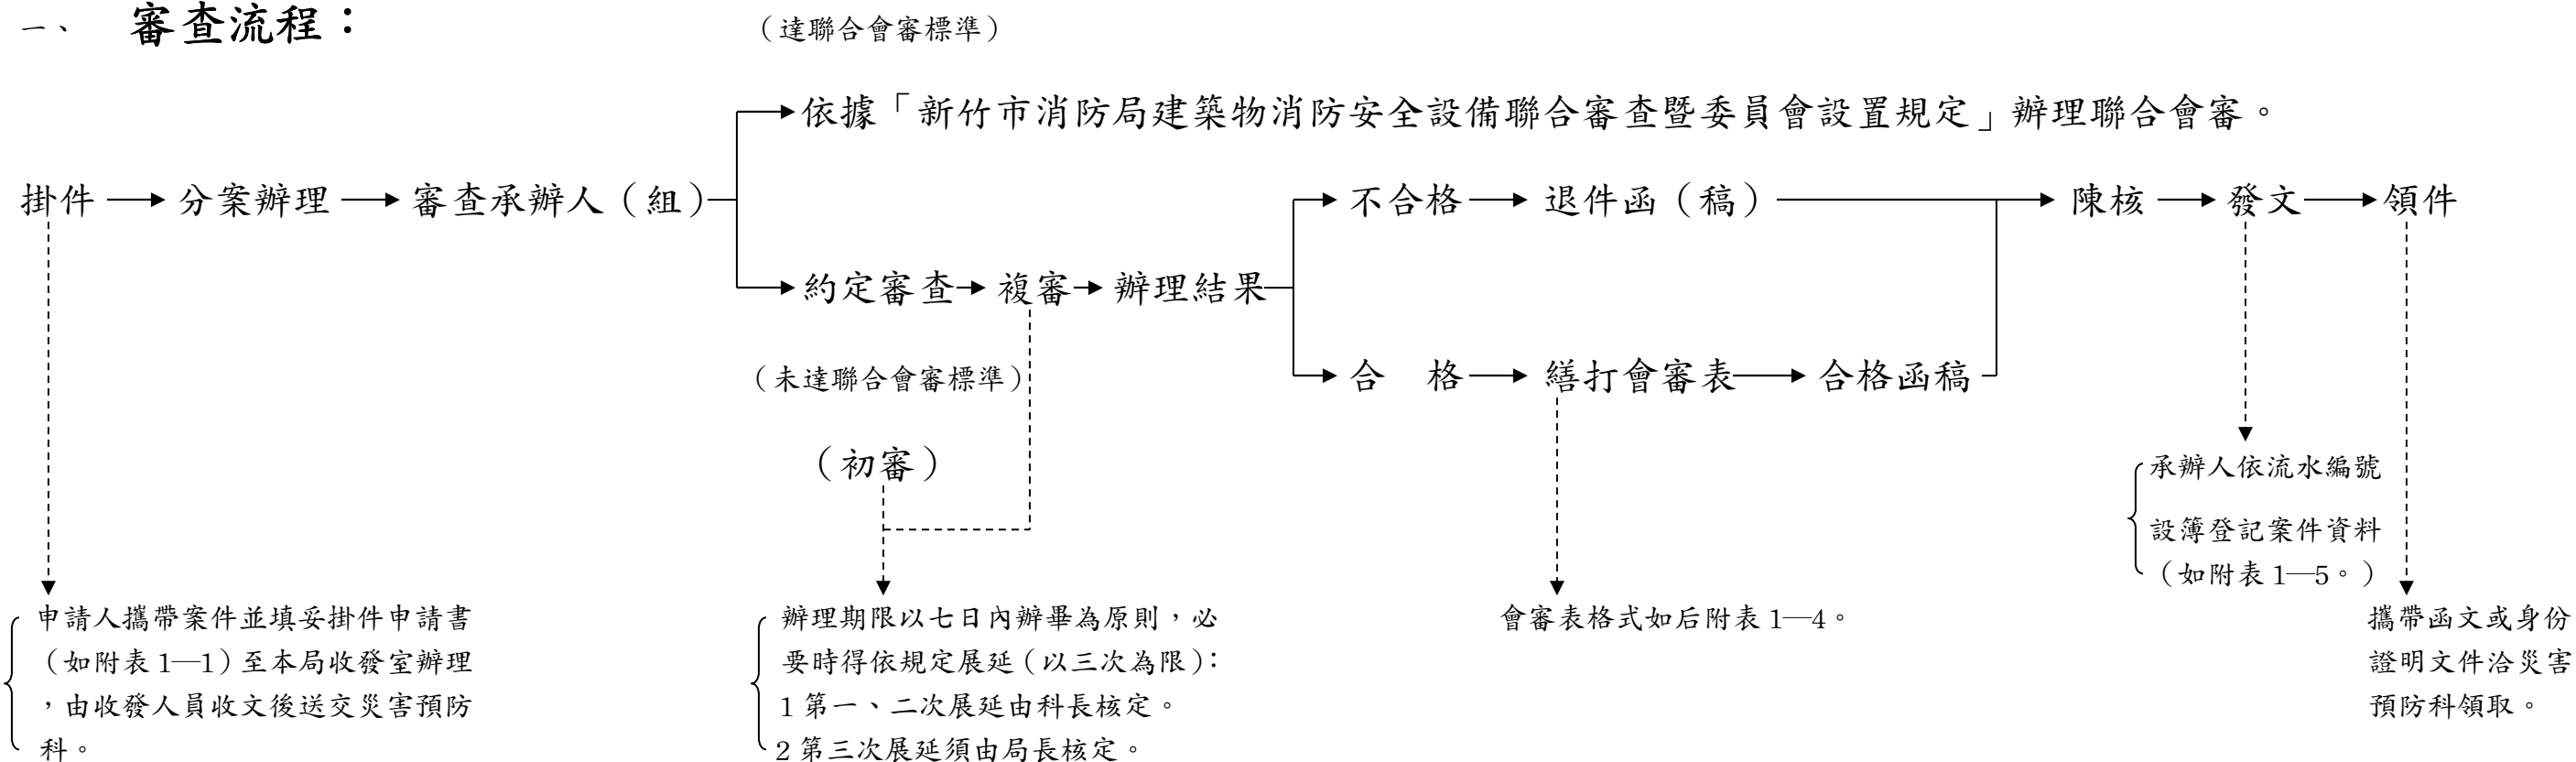 一、 審查流程：
（達聯合會審標準）
依據「新竹市消防局建築物消防安全設備聯合審查暨委員會設置規定」辦理聯合會審。
掛件 分案辦理 審查承辦人（組） 不合格 退件函（稿） 陳核 發文 領件
約定審查 複審 辦理結果
（未達聯合會審標準） 合　格 繕打會審表 合格函稿
（初審）
承辦人依流水編號
設簿登記案件資料
（如附表 1—5。）
申請人攜帶案件並填妥掛件申請書
（如附表 1—1）至本局收發室辦理
，由收發人員收文後送交災害預防
科。
辦理期限以七日內辦畢為原則，必
要時得依規定展延（以三次為限）：
1 第一、二次展延由科長核定。
2 第三次展延須由局長核定。
會審表格式如后附表 1—4。
攜帶函文或身份
證明文件洽災害
預防科領取。